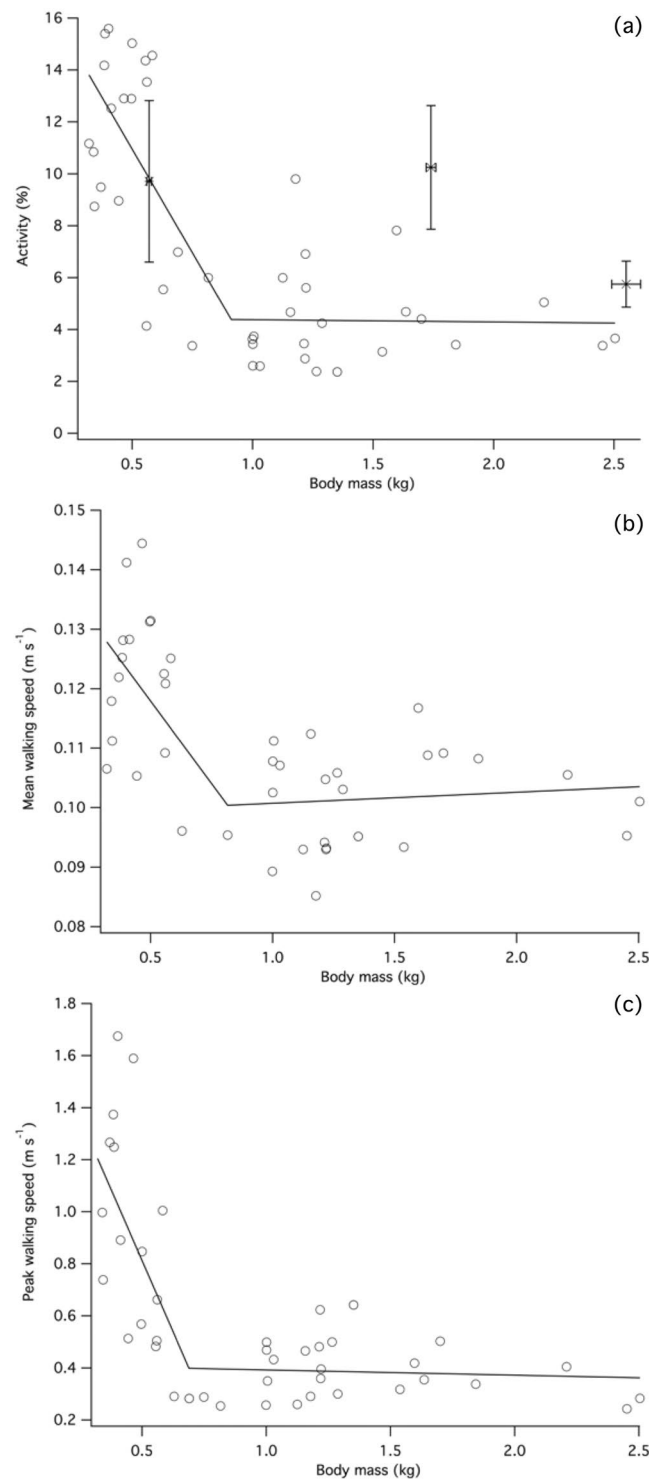 (a)
16
14
12
10
8
6
4
2
0
Activity (%)
0.5 1.0 1.5 2.0 2.5
Body mass (kg)
(b)
0.15
0.14
0.13
0.12
0.11
0.10
0.09
0.08
Mean walking speed (m s⁻¹)
0.5 1.0 1.5 2.0 2.5
Body mass (kg)
(c)
1.8
1.6
1.4
1.2
1.0
0.8
0.6
0.4
0.2
Peak walking speed (m s⁻¹)
0.5 1.0 1.5 2.0 2.5
Body mass (kg)